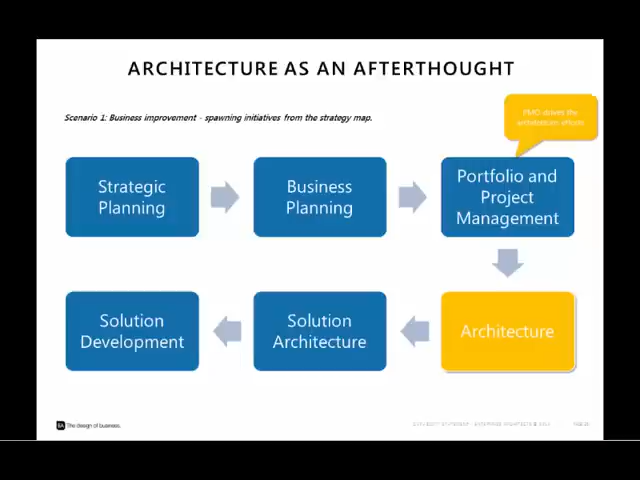 ARCHITECTURE AS AN AFTERTHOUGHT
Scenario 1: Business improvement - spawning initiatives from the strategy map.
PMO drives the
architecture efforts
Strategic
Planning
Business
Planning
Portfolio and
Project
Management
Solution
Development
Solution
Architecture
Architecture
The design of business.